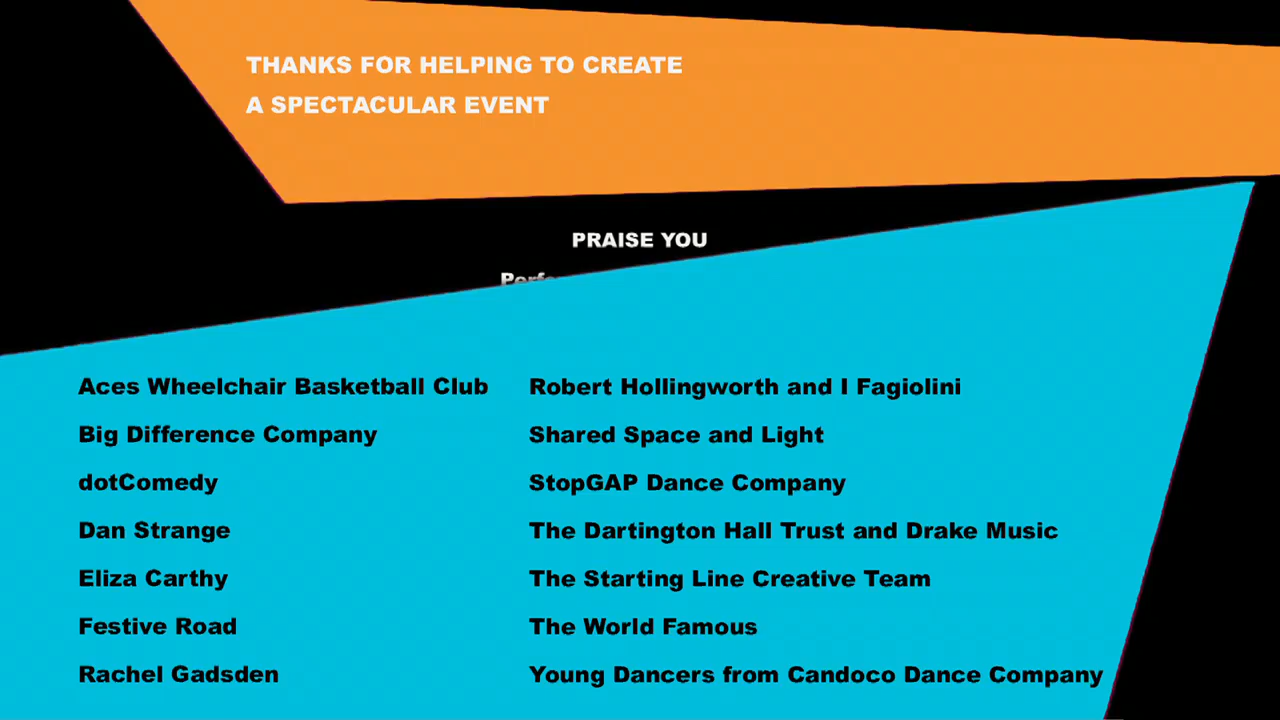 THANKS FOR HELPING TO CREATE
A SPECTACULAR EVENT
PRAISE YOU
Aces Wheelchair Basketball Club
Big Difference Company
dotComedy
Dan Strange
Eliza Carthy
Festive Road
Rachel Gadsden
Robert Hollingworth and I Fagiolini
Shared Space and Light
StopGAP Dance Company
The Dartington Hall Trust and Drake Music
The Starting Line Creative Team
The World Famous
Young Dancers from Candoco Dance Company